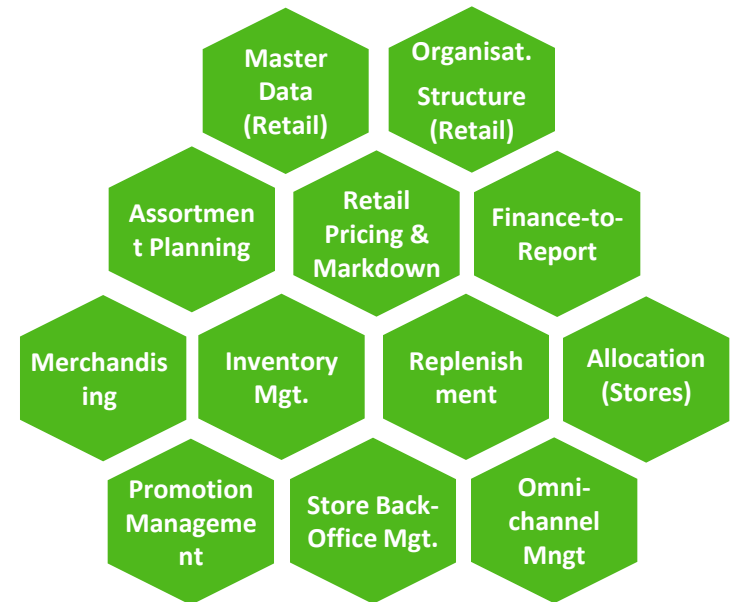 Master
Data
(Retail)
Organisat.
Structure
(Retail)
Assortmen
t Planning
Retail
Pricing &
Markdown
Finance-to-
Report
Merchandis
ing
Inventory
Mgt.
Replenish
ment
Allocation
(Stores)
Promotion
Manageme
nt
Store Back-
Office Mgt.
Omni-
channel
Mngt